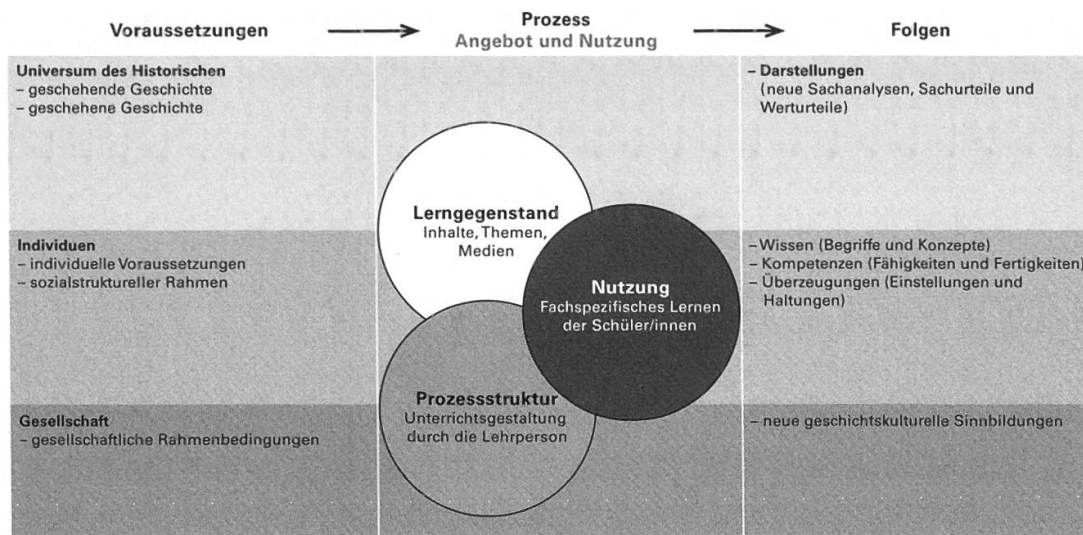 Voraussetzungen
Prozess
Angebot und Nutzung
Folgen
Universum des Historischen
– geschehende Geschichte
– geschehene Geschichte
– Darstellungen
(neue Sachanalysen, Sachurteile und
Werturteile)
Lerngegenstand
Inhalte, Themen,
Medien
Individuen
– individuelle Voraussetzungen
– sozialstruktureller Rahmen
Nutzung
Fachspezifisches Lernen
der Schüler/innen
– Wissen (Begriffe und Konzepte)
– Kompetenzen (Fähigkeiten und Fertigkeiten)
– Überzeugungen (Einstellungen und
Haltungen)
Prozessstruktur
Unterrichtsgestaltung
durch die Lehrperson
Gesellschaft
– gesellschaftliche Rahmenbedingungen
– neue geschichtskulturelle Sinnbildungen